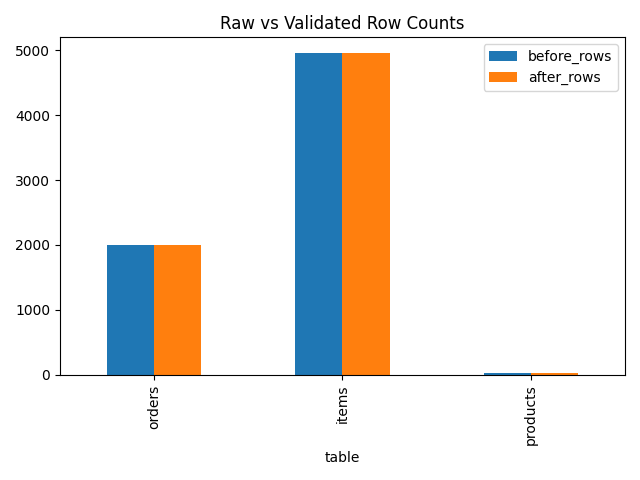 Raw vs Validated Row Counts
before_rows
after_rows
5000
4000
3000
2000
1000
0
orders
items
products
table